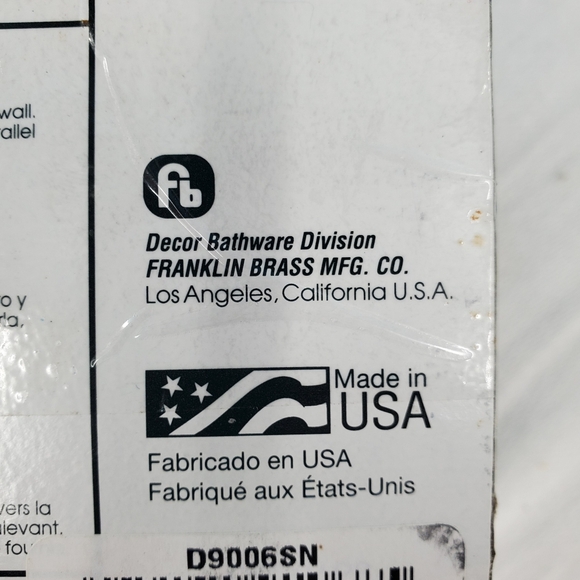 wall.
allel
fb
Decor Bathware Division
FRANKLIN BRASS MFG. CO.
Los Angeles, California U.S.A.
o y
Made in
USA
Fabricado en USA
Fabriqué aux États-Unis
vers la
levant.
D9006SN